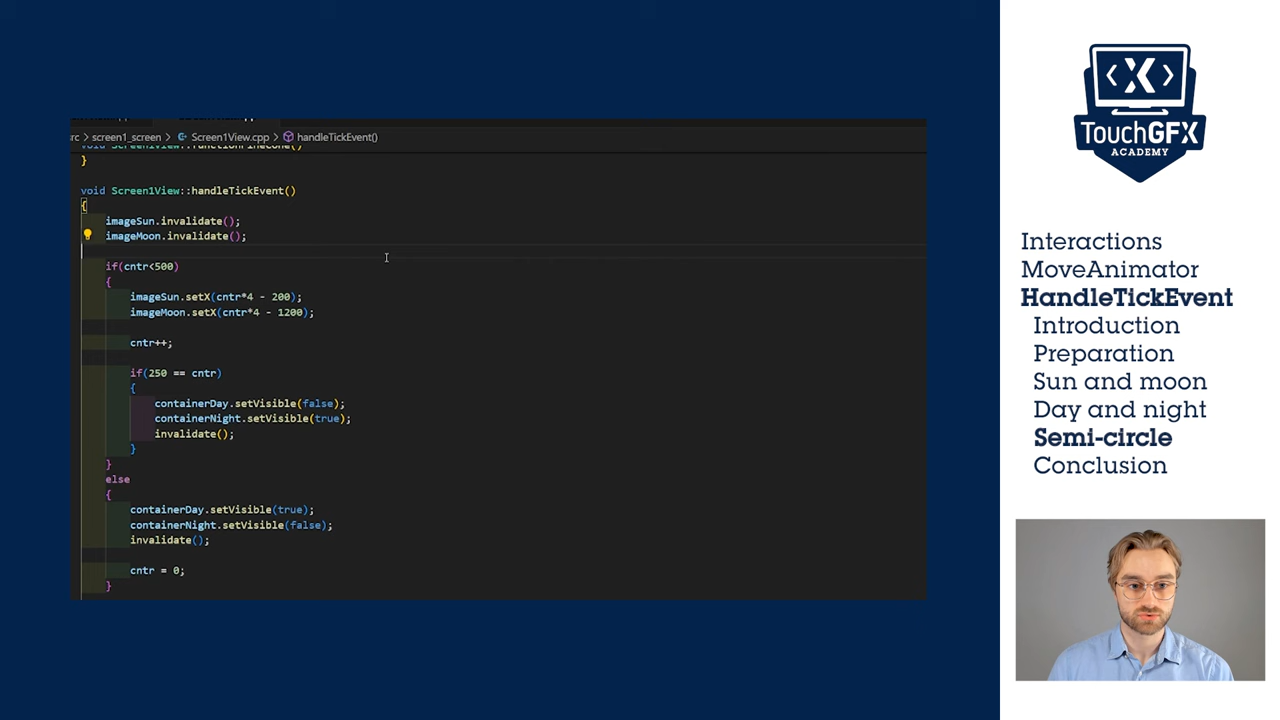 src > screen1_screen > Screen1View.cpp > handleTickEvent()
}
void Screen1View::handleTickEvent()
{
imageSun.invalidate();
imageMoon.invalidate();
if(cntr<500)
{
imageSun.setX(cntr*4 - 200);
imageMoon.setX(cntr*4 - 1200);
cntr++;
if(250 == cntr)
{
containerDay.setVisible(false);
containerNight.setVisible(true);
invalidate();
}
}
else
{
containerDay.setVisible(true);
containerNight.setVisible(false);
invalidate();
cntr = 0;
}
<X>
TouchGFX
ACADEMY
Interactions
MoveAnimator
HandleTickEvent
Introduction
Preparation
Sun and moon
Day and night
Semi-circle
Conclusion